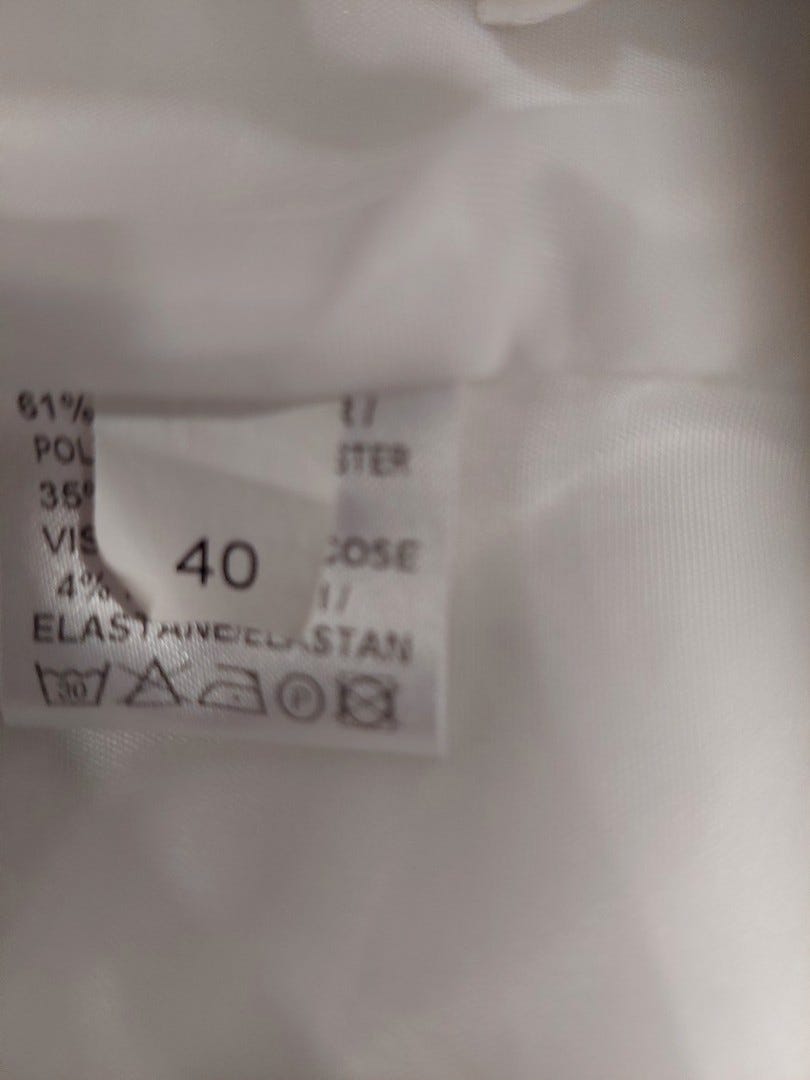 61%
POL STER
35%
VIS COSE
40
4%
ELASTANE/ELASTAN
30
P